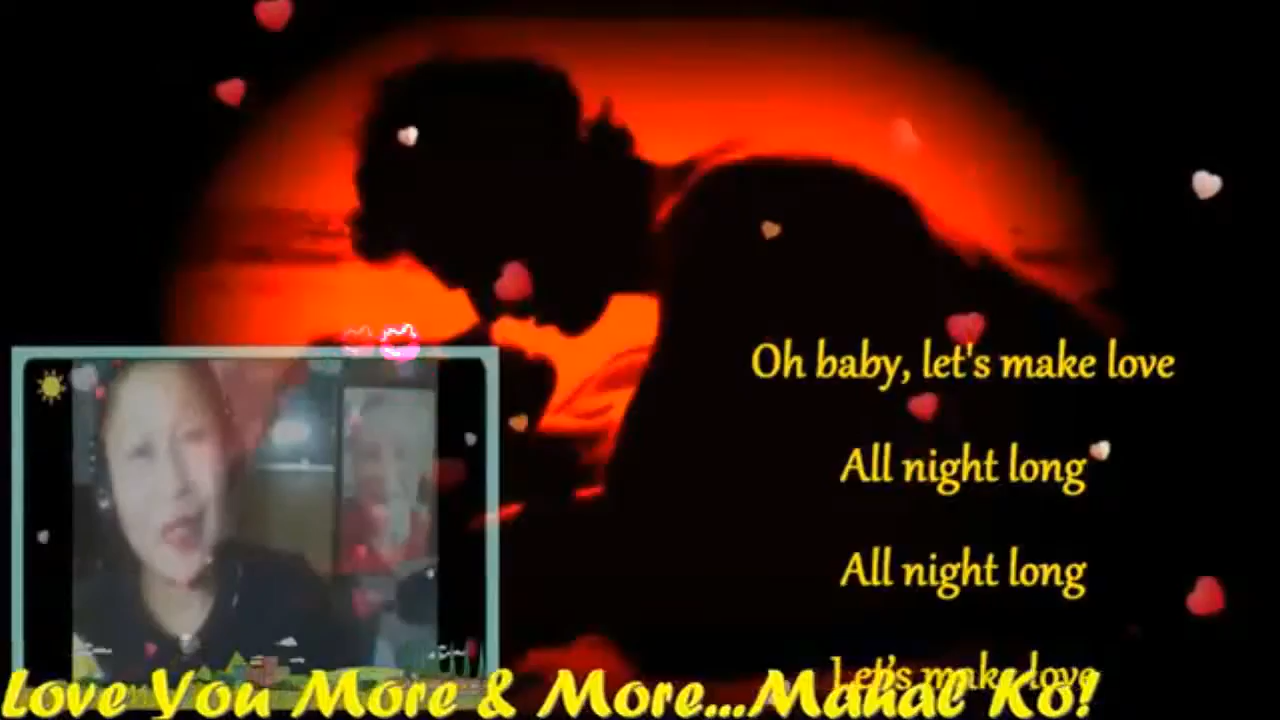 Oh baby, let's make love
All night long
All night long
Let's make love
Love You More & More...Mahal Ko!